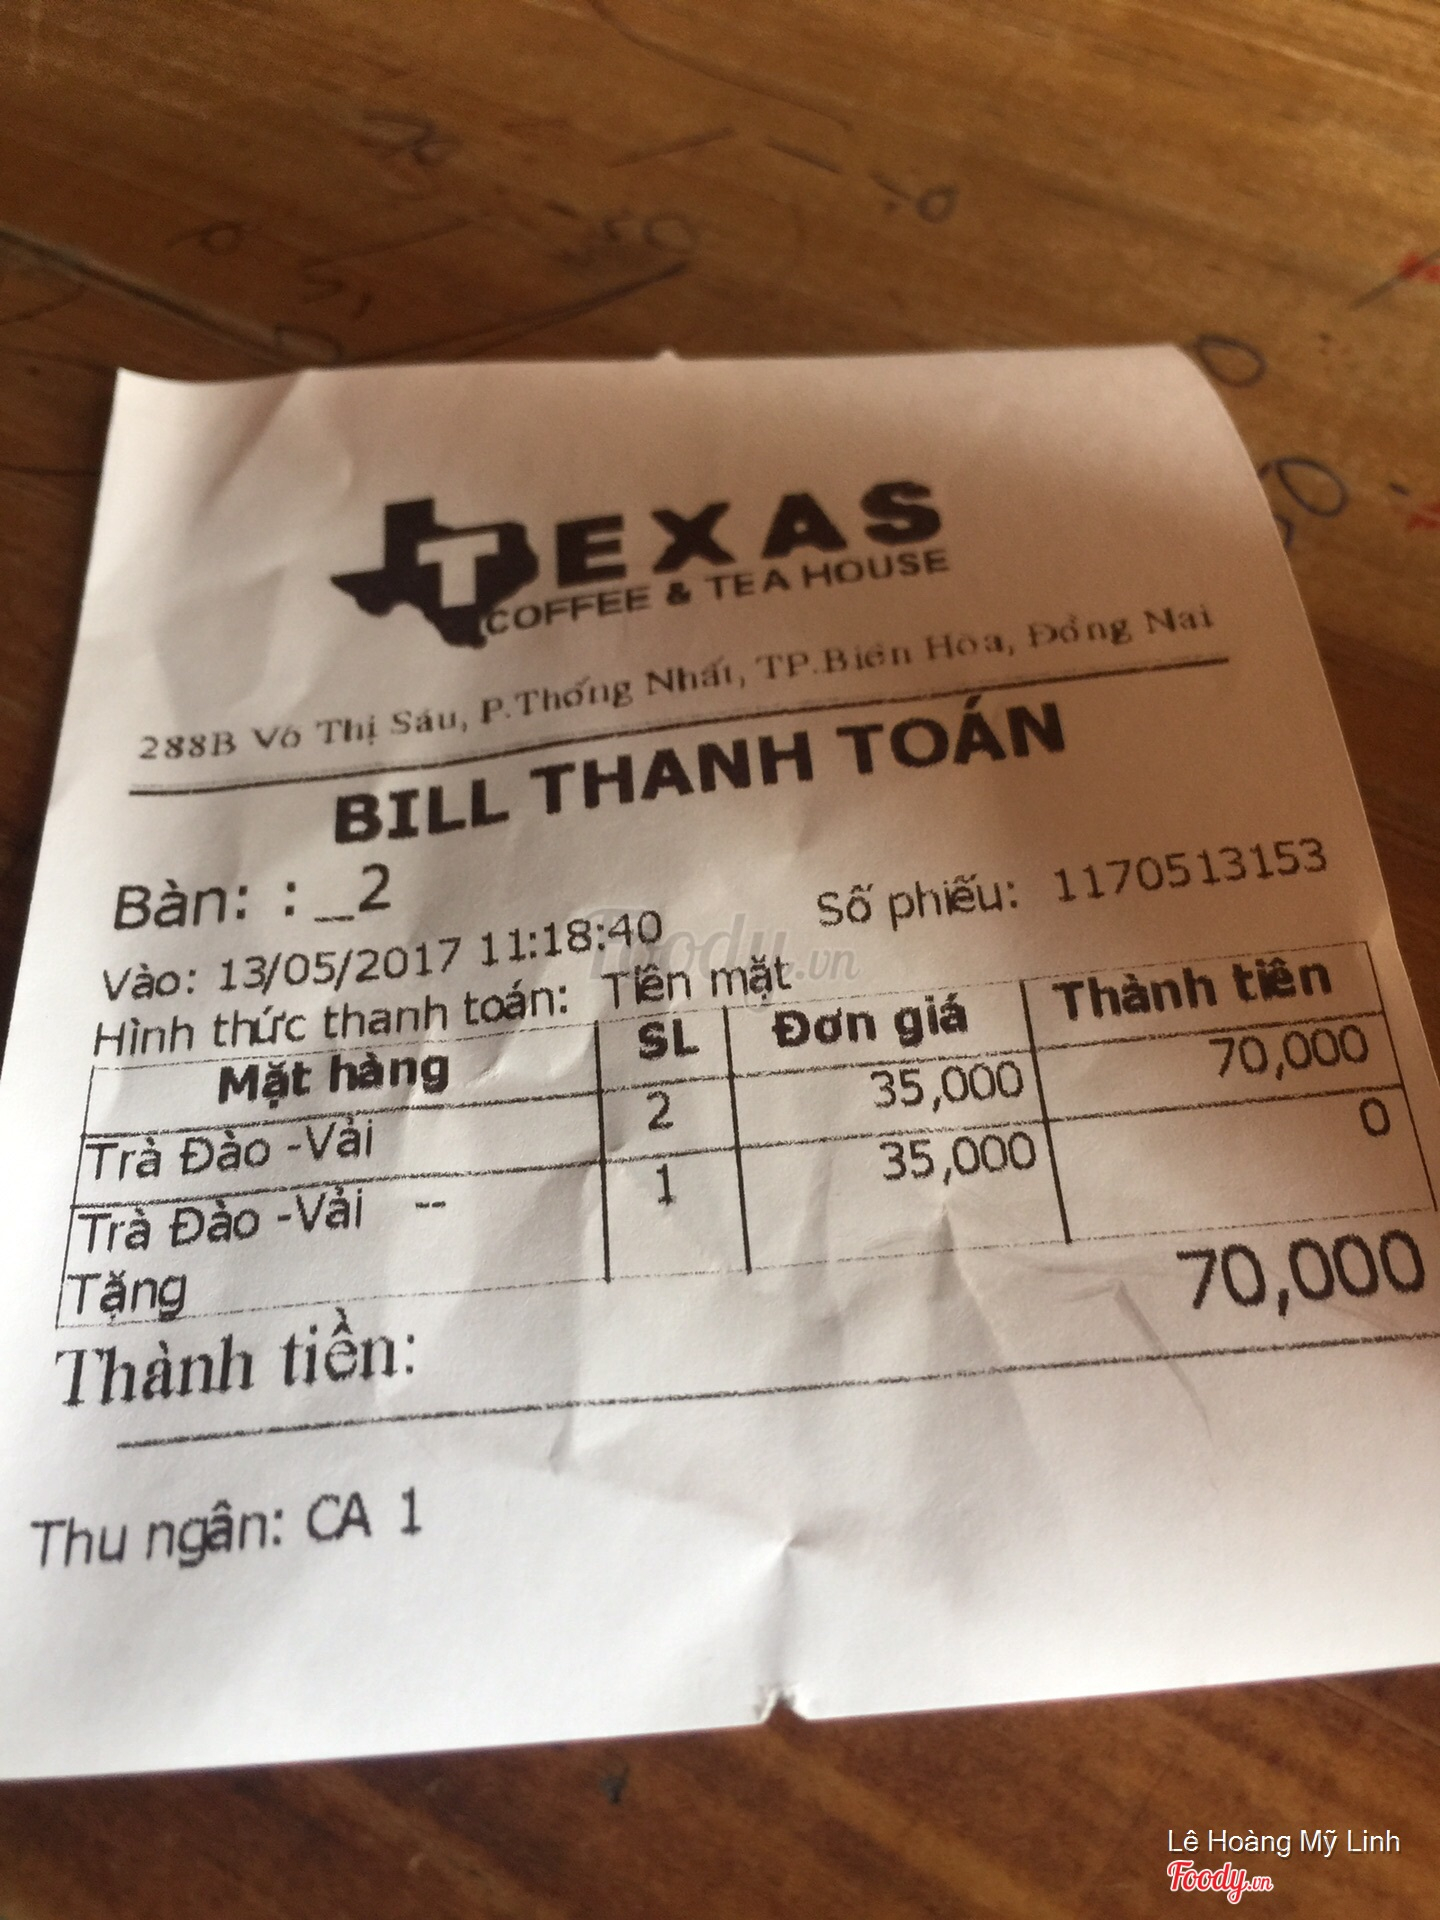 TEXAS
COFFEE & TEA HOUSE
288B Võ Thị Sáu, P.Thống Nhất, TP.Biên Hòa, Đồng Nai
BILL THANH TOÁN
Bàn: : _2
Số phiếu: 1170513153
Vào: 13/05/2017 11:18:40
Hình thức thanh toán: Tiền mặt
Mặt hàng SL Đơn giá Thành tiền
Trà Đào -Vải 2 35,000 70,000
Trà Đào -Vải -- 1 35,000 0
Tặng
Thành tiền: 70,000
Thu ngân: CA 1
Foody.vn
Lê Hoàng Mỹ Linh
Foody.vn